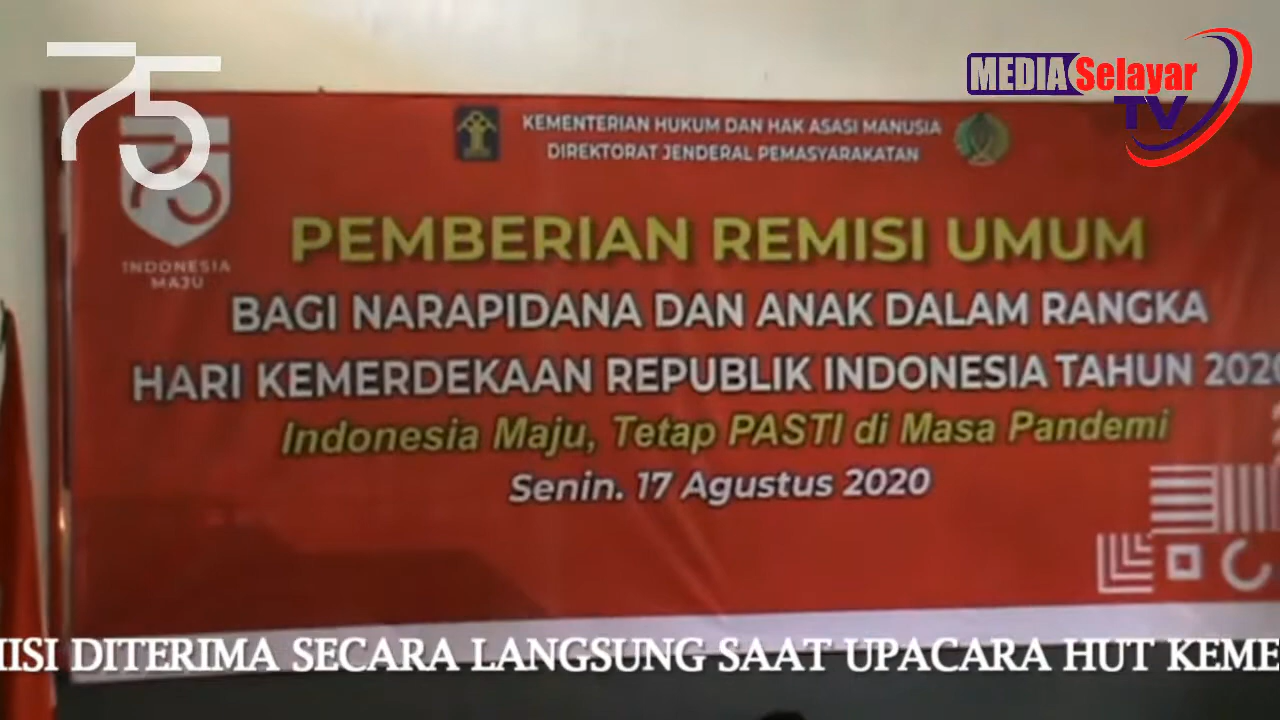 75
MEDIA Selayar
TV
KEMENTERIAN HUKUM DAN HAK ASASI MANUSIA
DIREKTORAT JENDERAL PEMASYARAKATAN
75
INDONESIA
MAJU
PEMBERIAN REMISI UMUM
BAGI NARAPIDANA DAN ANAK DALAM RANGKA
HARI KEMERDEKAAN REPUBLIK INDONESIA TAHUN 2020
Indonesia Maju, Tetap PASTI di Masa Pandemi
Senin. 17 Agustus 2020
ISI DITERIMA SECARA LANGSUNG SAAT UPACARA HUT KEME